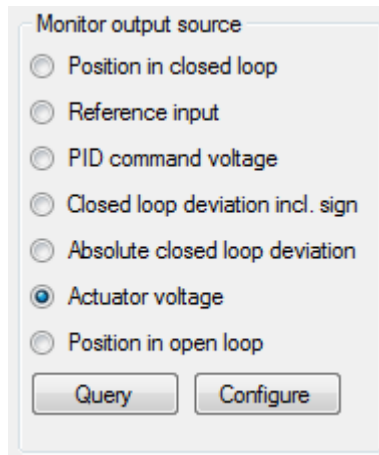 Monitor output source
Position in closed loop
Reference input
PID command voltage
Closed loop deviation incl. sign
Absolute closed loop deviation
Actuator voltage
Position in open loop
Query Configure